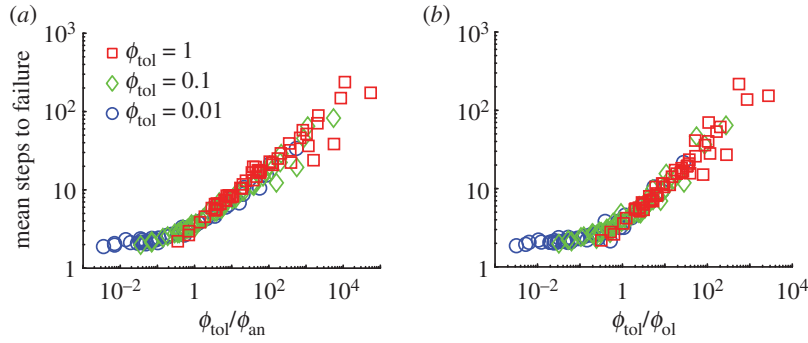 (a)
10³
10²
10
1
mean steps to failure
ϕtol = 1
ϕtol = 0.1
ϕtol = 0.01
10⁻² 1 10² 10⁴
ϕtol/ϕan
(b)
10³
10²
10
1
10⁻² 1 10² 10⁴
ϕtol/ϕol